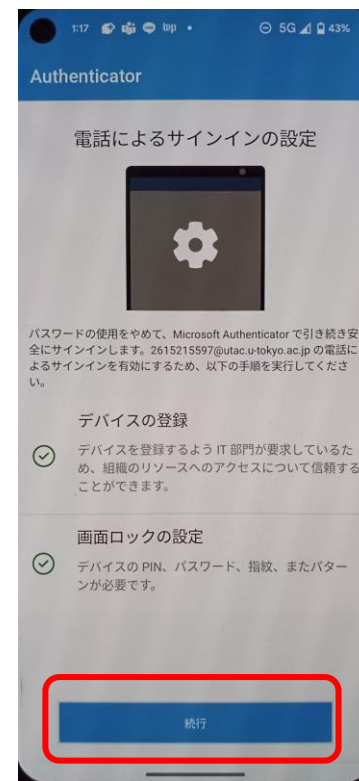 1:17 top • 5G 43%
Authenticator
電話によるサインインの設定
パスワードの使用をやめて、Microsoft Authenticator で引き続き安
全にサインインします。2615215597@utac.u-tokyo.ac.jp の電話に
よるサインインを有効にするため、以下の手順を実行してくださ
い。
デバイスの登録
デバイスを登録するよう IT 部門が要求しているた
め、組織のリソースへのアクセスについて信頼する
ことができます。
画面ロックの設定
デバイスの PIN、パスワード、指紋、またパター
ンが必要です。
続行